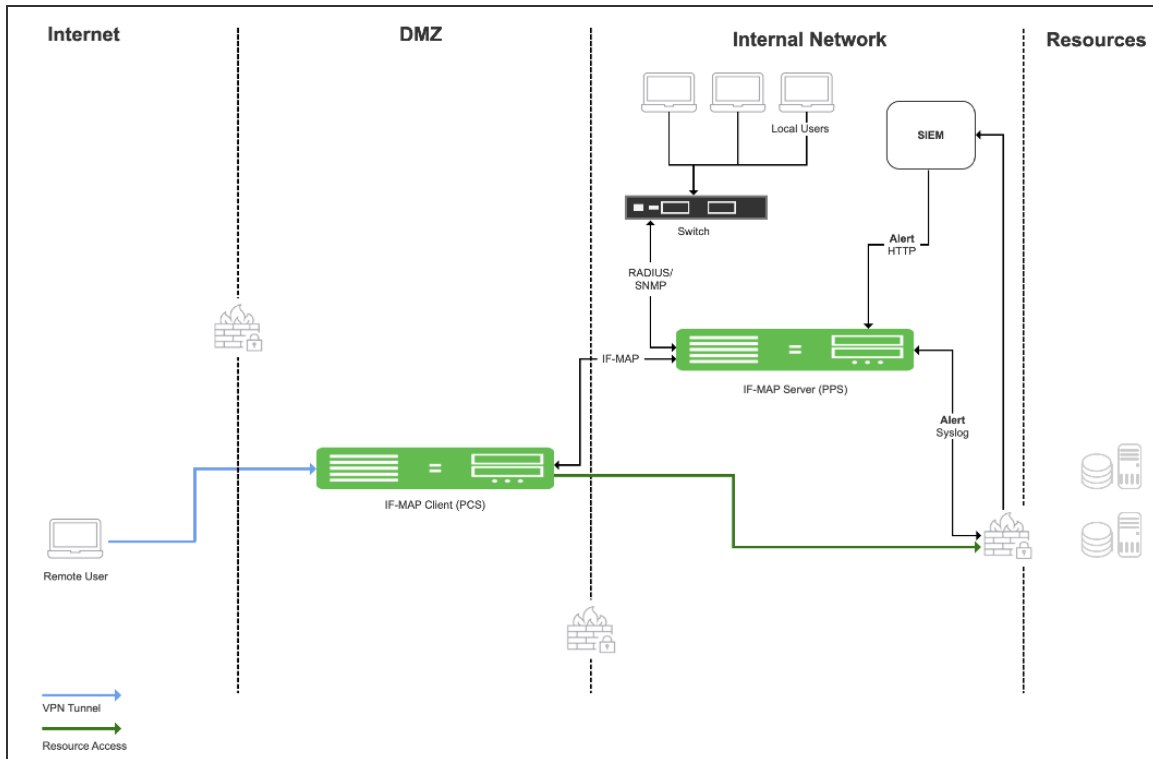 Internet
DMZ
Internal Network
Resources
Local Users
SIEM
Switch
Alert
HTTP
RADIUS/
SNMP
IF-MAP
IF-MAP Server (PPS)
Alert
Syslog
IF-MAP Client (PCS)
Remote User
VPN Tunnel
Resource Access